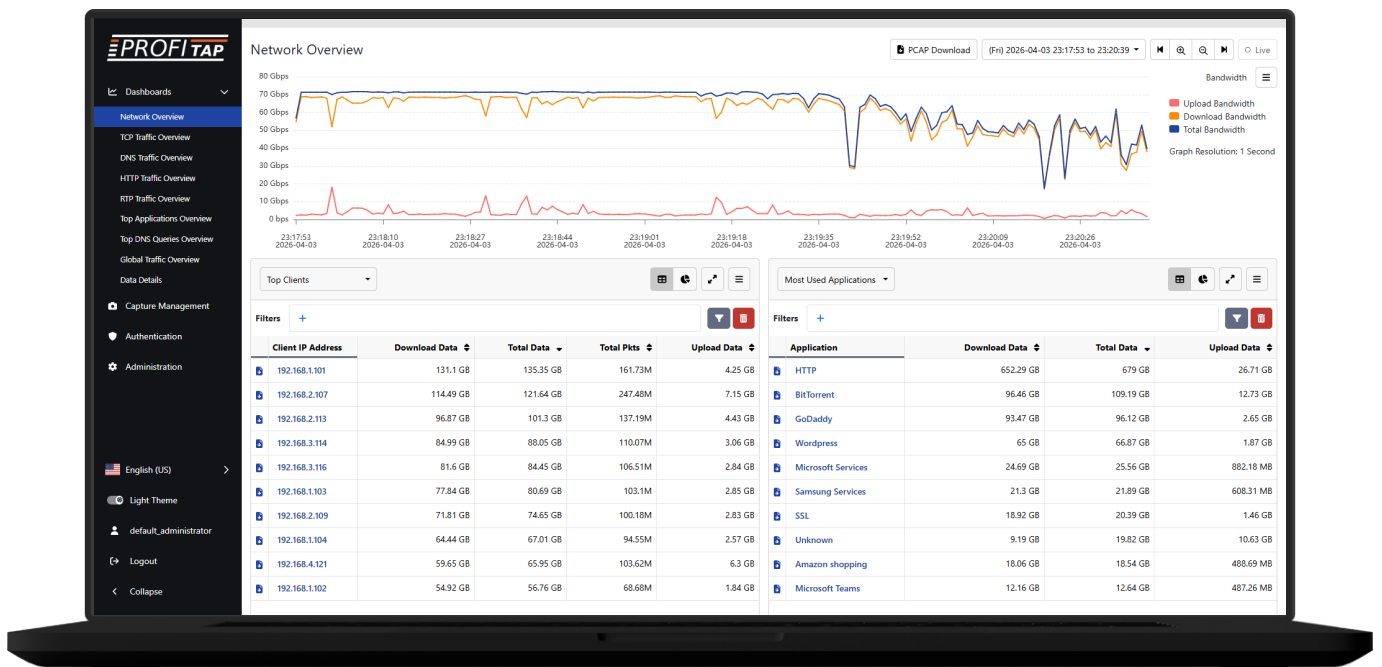 PROFITAP
Dashboards
Network Overview
TCP Traffic Overview
DNS Traffic Overview
HTTP Traffic Overview
RTP Traffic Overview
Top Applications Overview
Top DNS Queries Overview
Global Traffic Overview
Data Details
Capture Management
Authentication
Administration
English (US)
Light Theme
default_administrator
Logout
Collapse
Network Overview
PCAP Download
(Fri) 2026-04-03 23:17:53 to 23:20:39
Live
Bandwidth
80 Gbps
70 Gbps
60 Gbps
50 Gbps
40 Gbps
30 Gbps
20 Gbps
10 Gbps
0 bps
23:17:53 23:18:10 23:18:27 23:18:44 23:19:01 23:19:18 23:19:35 23:19:52 23:20:09 23:20:26
2026-04-03 2026-04-03 2026-04-03 2026-04-03 2026-04-03 2026-04-03 2026-04-03 2026-04-03 2026-04-03 2026-04-03
Upload Bandwidth
Download Bandwidth
Total Bandwidth
Graph Resolution: 1 Second
Top Clients
Filters +
Client IP Address Download Data Total Data Total Pkts Upload Data
192.168.1.101 131.1 GB 135.35 GB 161.73M 4.25 GB
192.168.2.107 114.49 GB 121.64 GB 247.48M 7.15 GB
192.168.2.113 96.87 GB 101.3 GB 137.19M 4.43 GB
192.168.3.114 84.99 GB 88.05 GB 110.07M 3.06 GB
192.168.3.116 81.6 GB 84.45 GB 106.51M 2.84 GB
192.168.1.103 77.84 GB 80.69 GB 103.1M 2.85 GB
192.168.2.109 71.81 GB 74.65 GB 100.18M 2.83 GB
192.168.1.104 64.44 GB 67.01 GB 94.55M 2.57 GB
192.168.4.121 59.65 GB 65.95 GB 103.62M 6.3 GB
192.168.1.102 54.92 GB 56.76 GB 68.68M 1.84 GB
Most Used Applications
Filters +
Application Download Data Total Data Upload Data
HTTP 652.29 GB 679 GB 26.71 GB
BitTorrent 96.46 GB 109.19 GB 12.73 GB
GoDaddy 93.47 GB 96.12 GB 2.65 GB
Wordpress 65 GB 66.87 GB 1.87 GB
Microsoft Services 24.69 GB 25.56 GB 882.18 MB
Samsung Services 21.3 GB 21.89 GB 608.31 MB
SSL 18.92 GB 20.39 GB 1.46 GB
Unknown 9.19 GB 19.82 GB 10.63 GB
Amazon shopping 18.06 GB 18.54 GB 488.69 MB
Microsoft Teams 12.16 GB 12.64 GB 487.26 MB